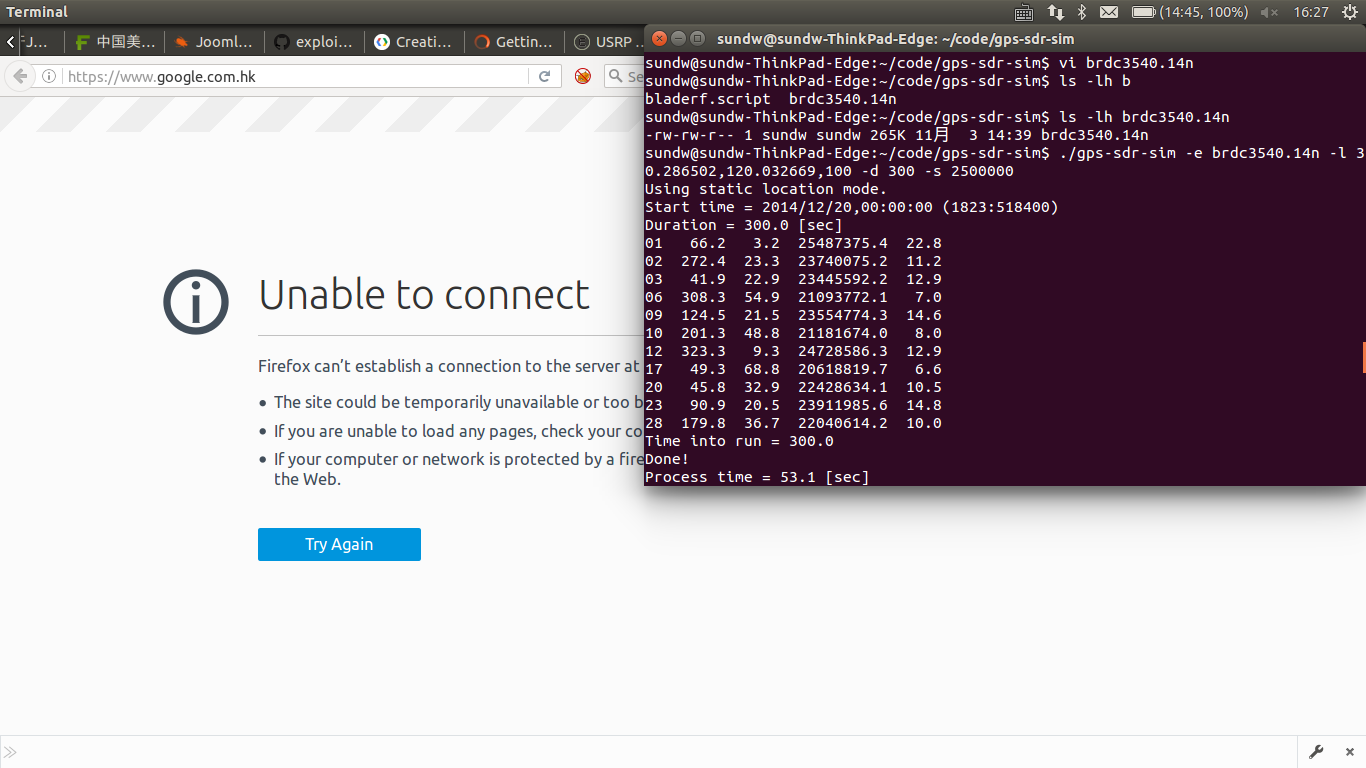 Terminal
(14:45, 100%)
16:27
J...
中国美...
Jooml...
exploi...
Creati...
Gettin...
USRP ...
https://www.google.com.hk
Se
Unable to connect
Firefox can’t establish a connection to the server at
The site could be temporarily unavailable or too b
If you are unable to load any pages, check your co
If your computer or network is protected by a fire
the Web.
Try Again
sundw@sundw-ThinkPad-Edge: ~/code/gps-sdr-sim
sundw@sundw-ThinkPad-Edge:~/code/gps-sdr-sim$ vi brdc3540.14n
sundw@sundw-ThinkPad-Edge:~/code/gps-sdr-sim$ ls -lh b
bladerf.script  brdc3540.14n
sundw@sundw-ThinkPad-Edge:~/code/gps-sdr-sim$ ls -lh brdc3540.14n
-rw-rw-r-- 1 sundw sundw 265K 11月  3 14:39 brdc3540.14n
sundw@sundw-ThinkPad-Edge:~/code/gps-sdr-sim$ ./gps-sdr-sim -e brdc3540.14n -l 3
0.286502,120.032669,100 -d 300 -s 2500000
Using static location mode.
Start time = 2014/12/20,00:00:00 (1823:518400)
Duration = 300.0 [sec]
01   66.2   3.2  25487375.4  22.8
02  272.4  23.3  23740075.2  11.2
03   41.9  22.9  23445592.2  12.9
06  308.3  54.9  21093772.1   7.0
09  124.5  21.5  23554774.3  14.6
10  201.3  48.8  21181674.0   8.0
12  323.3   9.3  24728586.3  12.9
17   49.3  68.8  20618819.7   6.6
20   45.8  32.9  22428634.1  10.5
23   90.9  20.5  23911985.6  14.8
28  179.8  36.7  22040614.2  10.0
Time into run = 300.0
Done!
Process time = 53.1 [sec]